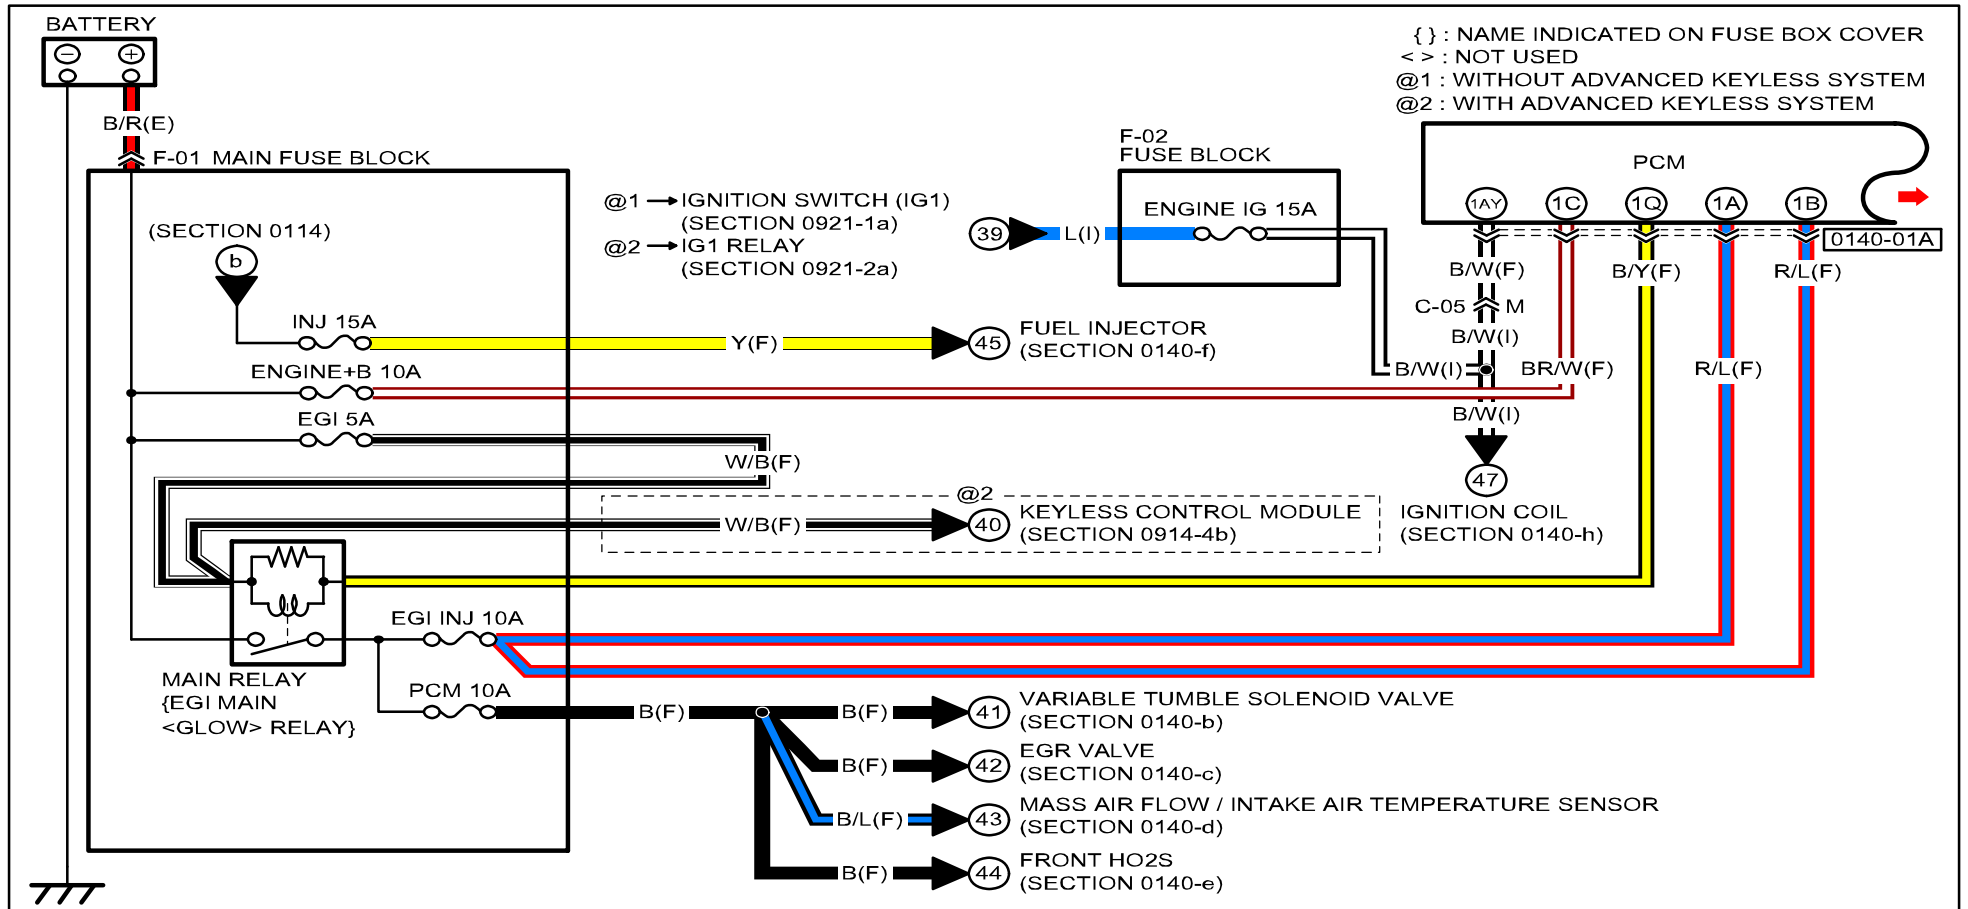 BATTERY
B/R(E)
F-01 MAIN FUSE BLOCK
{ } : NAME INDICATED ON FUSE BOX COVER
< > : NOT USED
@1 : WITHOUT ADVANCED KEYLESS SYSTEM
@2 : WITH ADVANCED KEYLESS SYSTEM
F-02
FUSE BLOCK
PCM
1AY 1C 1Q 1A 1B
0140-01A
@1 → IGNITION SWITCH (IG1)
(SECTION 0921-1a)
@2 → IG1 RELAY
(SECTION 0921-2a)
39
L(I)
ENGINE IG 15A
B/W(F)
B/Y(F)
R/L(F)
C-05 M
B/W(I)
B/W(I)
BR/W(F)
R/L(F)
B/W(I)
47
IGNITION COIL
(SECTION 0140-h)
(SECTION 0114)
b
INJ 15A
Y(F)
45
FUEL INJECTOR
(SECTION 0140-f)
ENGINE+B 10A
EGI 5A
W/B(F)
@2
W/B(F)
40
KEYLESS CONTROL MODULE
(SECTION 0914-4b)
EGI INJ 10A
MAIN RELAY
{EGI MAIN
<GLOW> RELAY}
PCM 10A
B(F)
B(F)
41
VARIABLE TUMBLE SOLENOID VALVE
(SECTION 0140-b)
B(F)
42
EGR VALVE
(SECTION 0140-c)
B/L(F)
43
MASS AIR FLOW / INTAKE AIR TEMPERATURE SENSOR
(SECTION 0140-d)
B(F)
44
FRONT HO2S
(SECTION 0140-e)